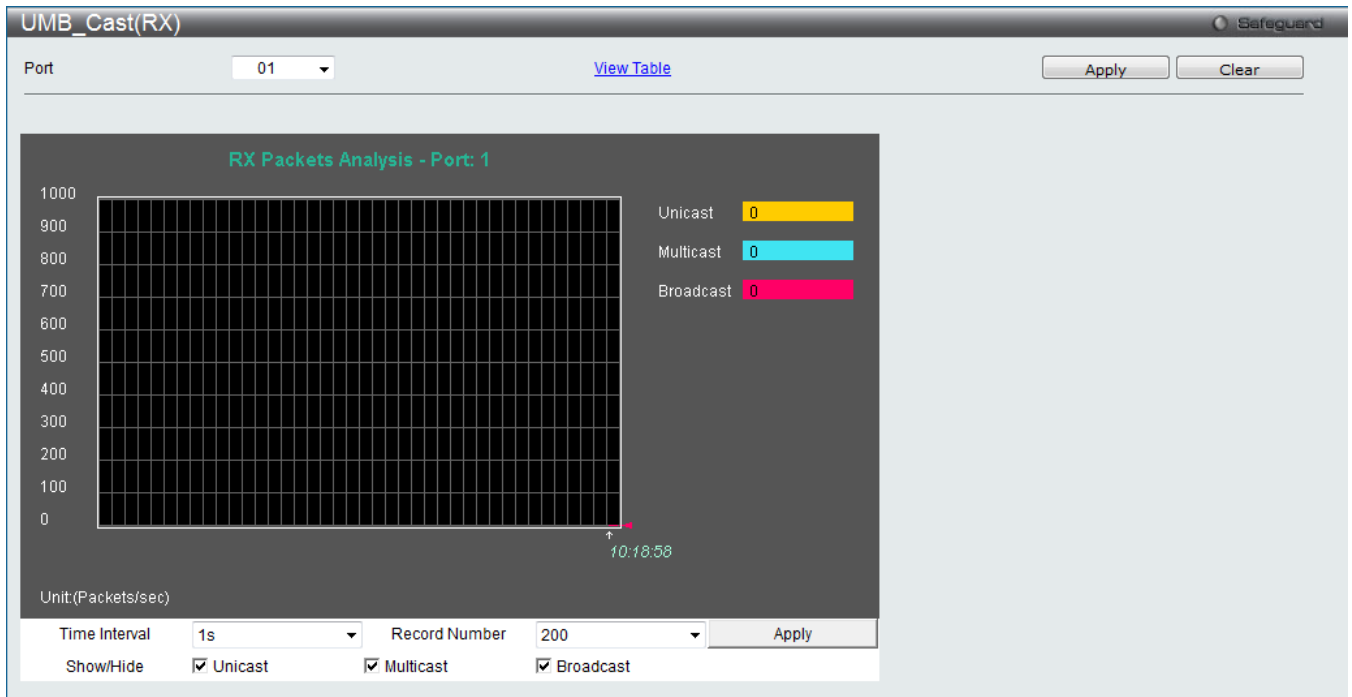 UMB_Cast(RX)
Safeguard
Port 01 View Table Apply Clear
RX Packets Analysis - Port: 1
1000
900
800
700
600
500
400
300
200
100
0
Unicast 0
Multicast 0
Broadcast 0
10:18:58
Unit:(Packets/sec)
Time Interval 1s Record Number 200 Apply
Show/Hide Unicast Multicast Broadcast